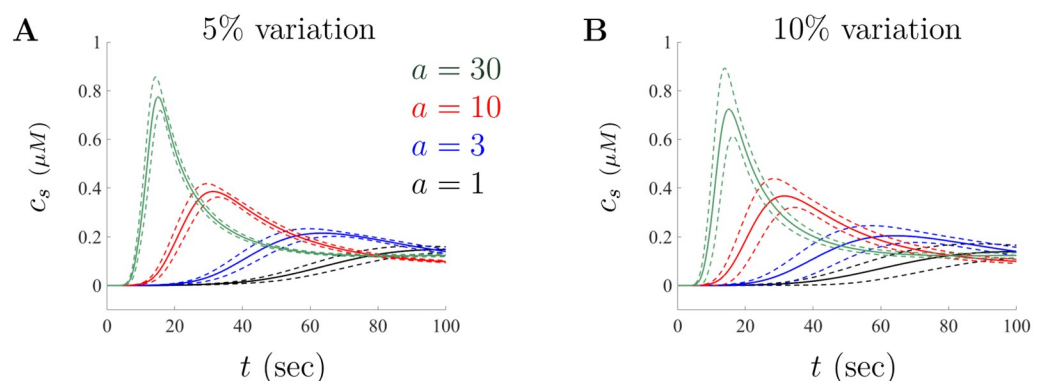 A
5% variation
1
0.8
0.6
0.4
0.2
0
c_s (μM)
a = 30
a = 10
a = 3
a = 1
0 20 40 60 80 100
t (sec)
B
10% variation
1
0.8
0.6
0.4
0.2
0
c_s (μM)
0 20 40 60 80 100
t (sec)